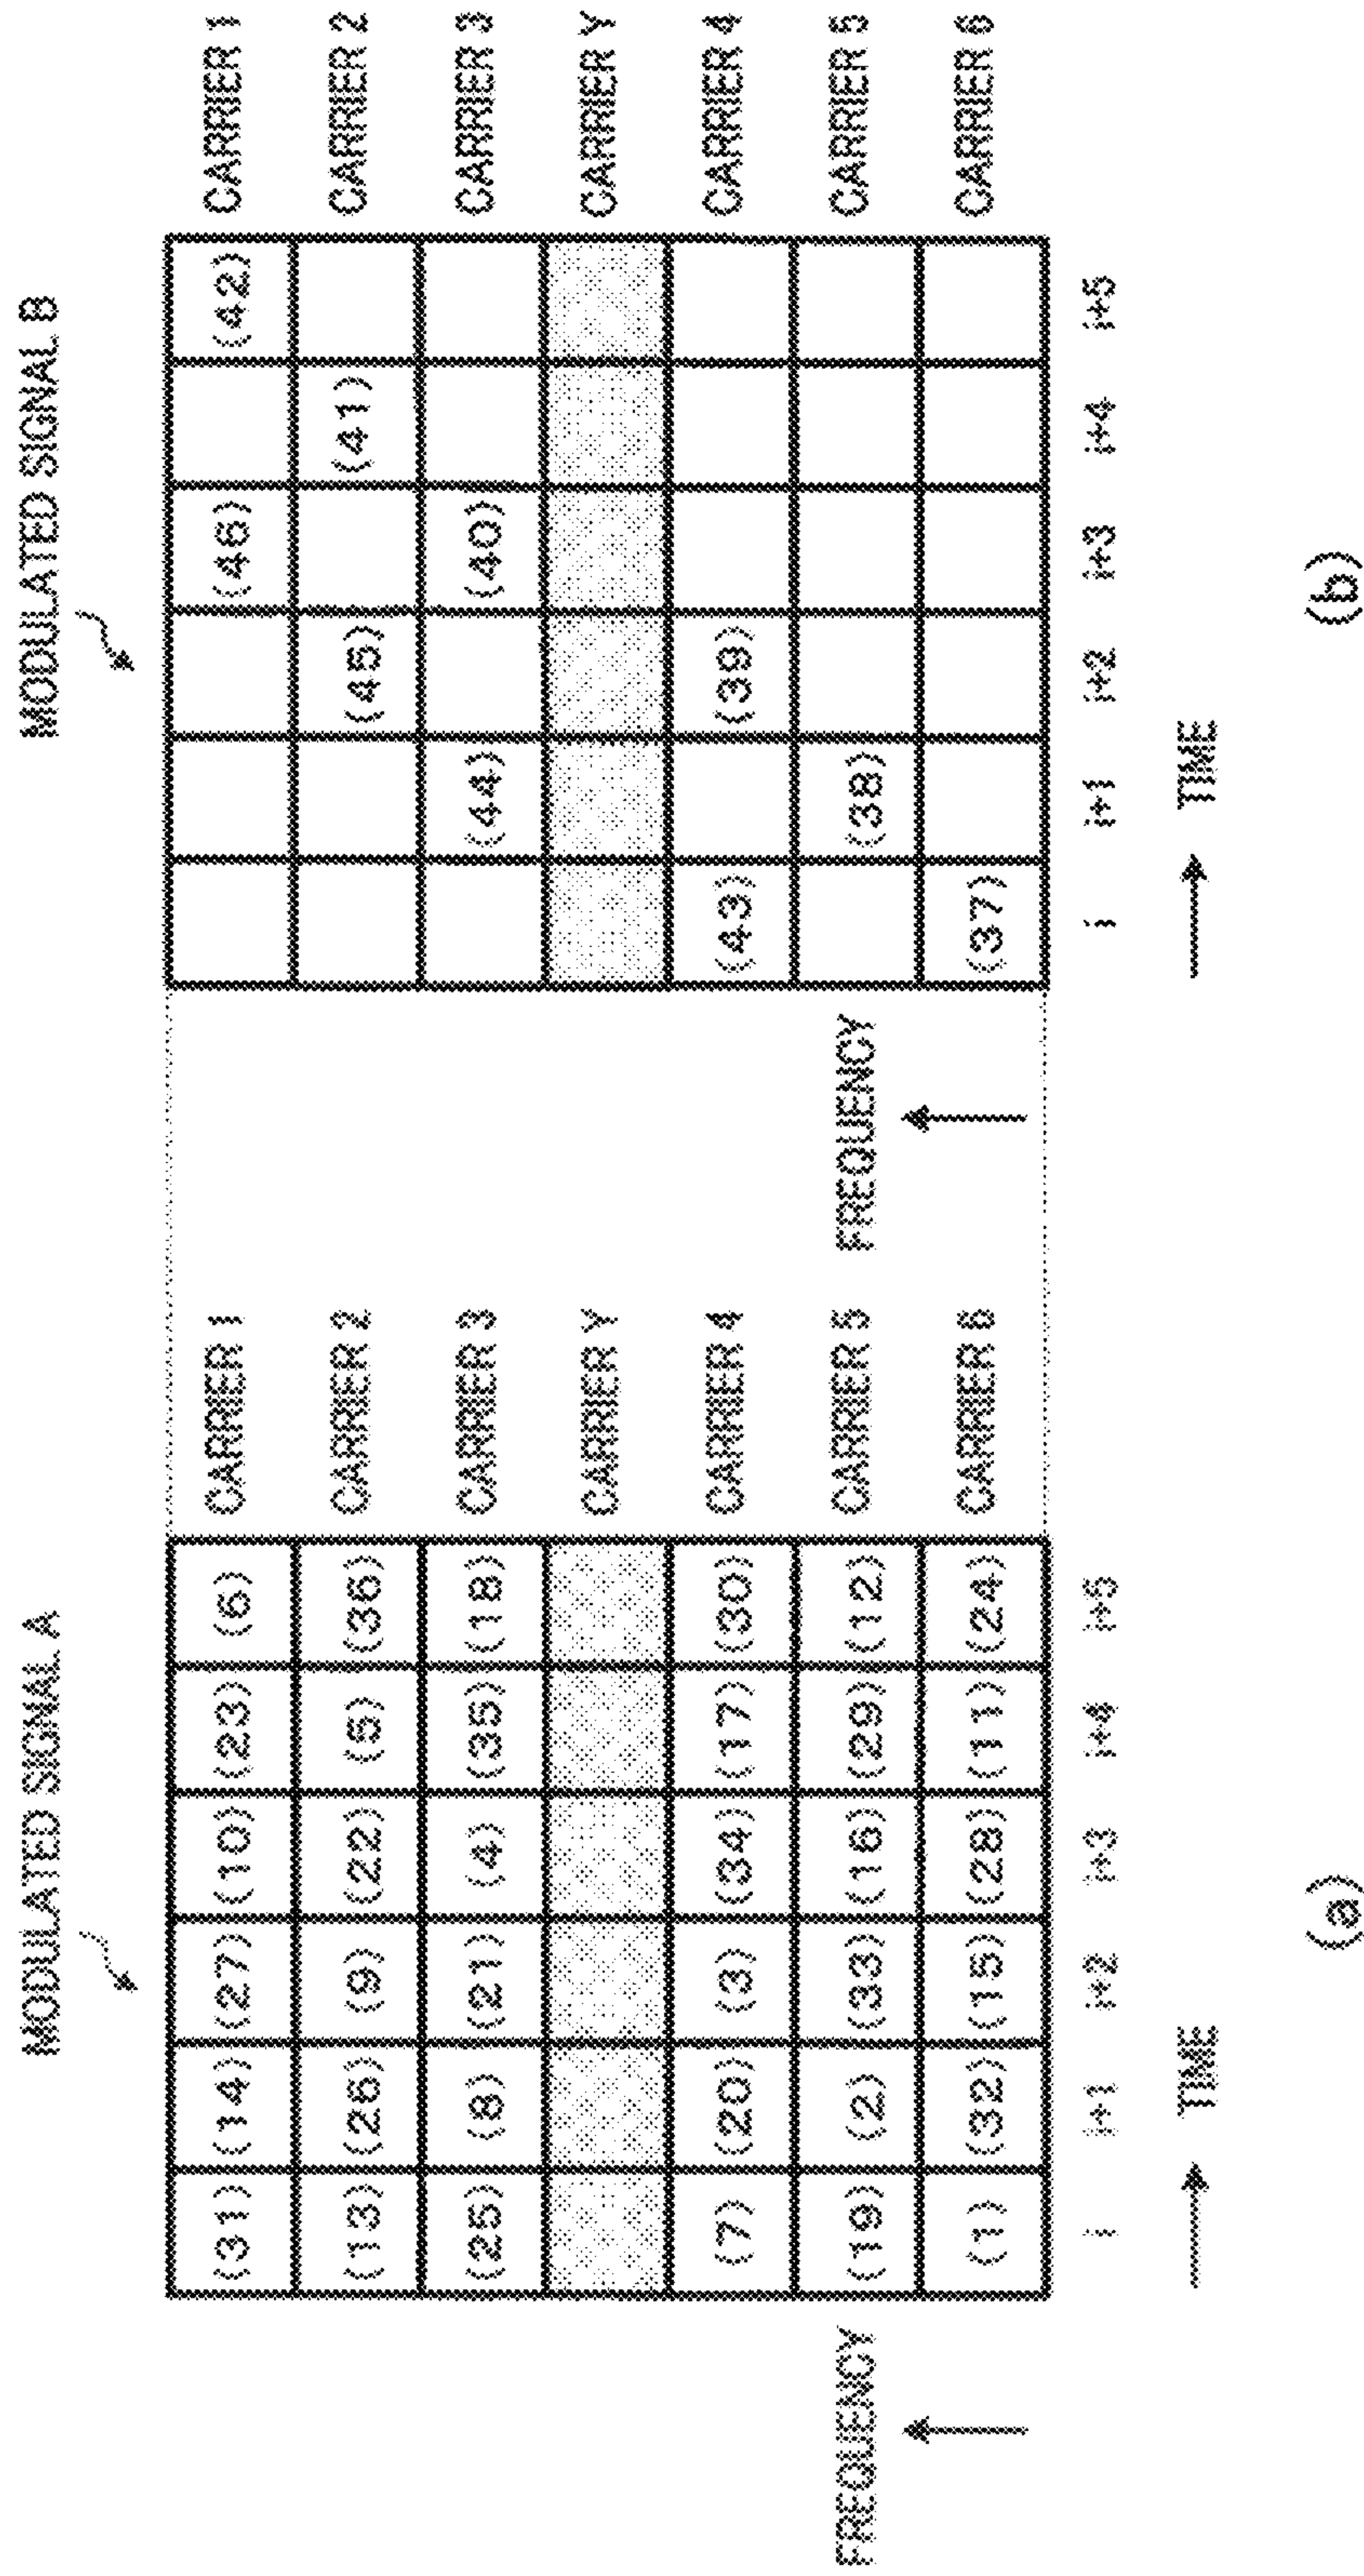 MODULATED SIGNAL A
(31) (14) (27) (10) (23) (6) CARRIER 1
(13) (26) (9) (22) (5) (36) CARRIER 2
(25) (8) (21) (4) (35) (18) CARRIER 3
CARRIER Y
(7) (20) (3) (34) (17) (30) CARRIER 4
(19) (2) (33) (16) (29) (12) CARRIER 5
(1) (32) (15) (28) (11) (24) CARRIER 6
i i+1 i+2 i+3 i+4 i+5
FREQUENCY
TIME
(a)
MODULATED SIGNAL B
(46) (42) CARRIER 1
(45) (41) CARRIER 2
(44) (40) CARRIER 3
CARRIER Y
(43) (39) CARRIER 4
(38) CARRIER 5
(37) CARRIER 6
i i+1 i+2 i+3 i+4 i+5
FREQUENCY
TIME
(b)